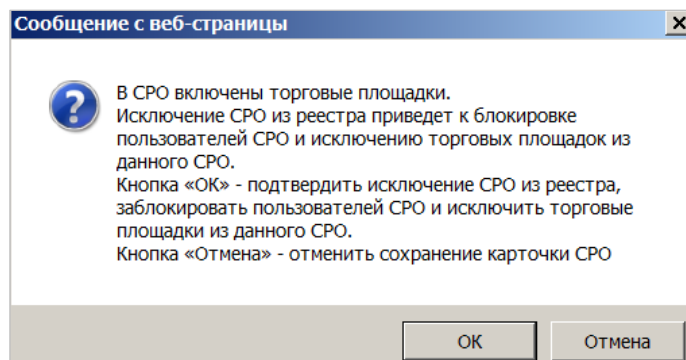 Сообщение с веб-страницы
В СРО включены торговые площадки.
Исключение СРО из реестра приведет к блокировке
пользователей СРО и исключению торговых площадок из
данного СРО.
Кнопка «ОК» - подтвердить исключение СРО из реестра,
заблокировать пользователей СРО и исключить торговые
площадки из данного СРО.
Кнопка «Отмена» - отменить сохранение карточки СРО
ОК
Отмена